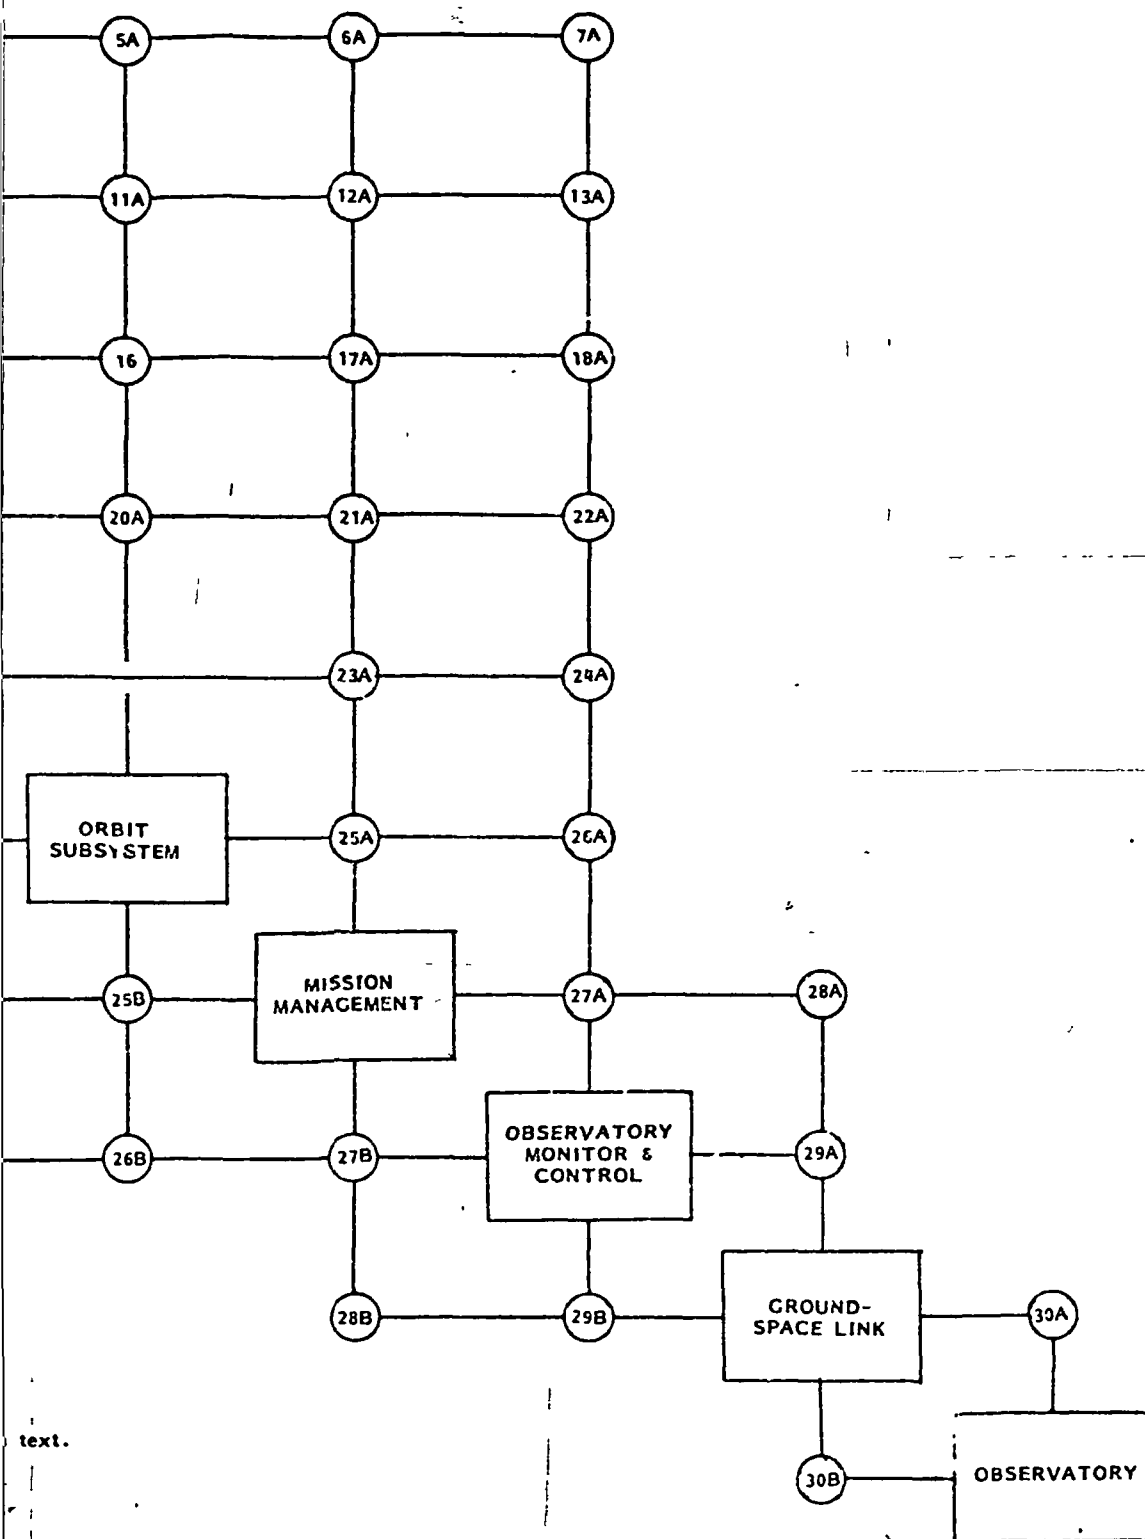 5A
6A
7A
11A
12A
13A
16
17A
18A
20A
21A
22A
23A
24A
ORBIT
SUBSYSTEM
25A
26A
25B
MISSION
MANAGEMENT
27A
28A
26B
27B
OBSERVATORY
MONITOR &
CONTROL
29A
28B
29B
GROUND-
SPACE LINK
30A
text.
30B
OBSERVATORY